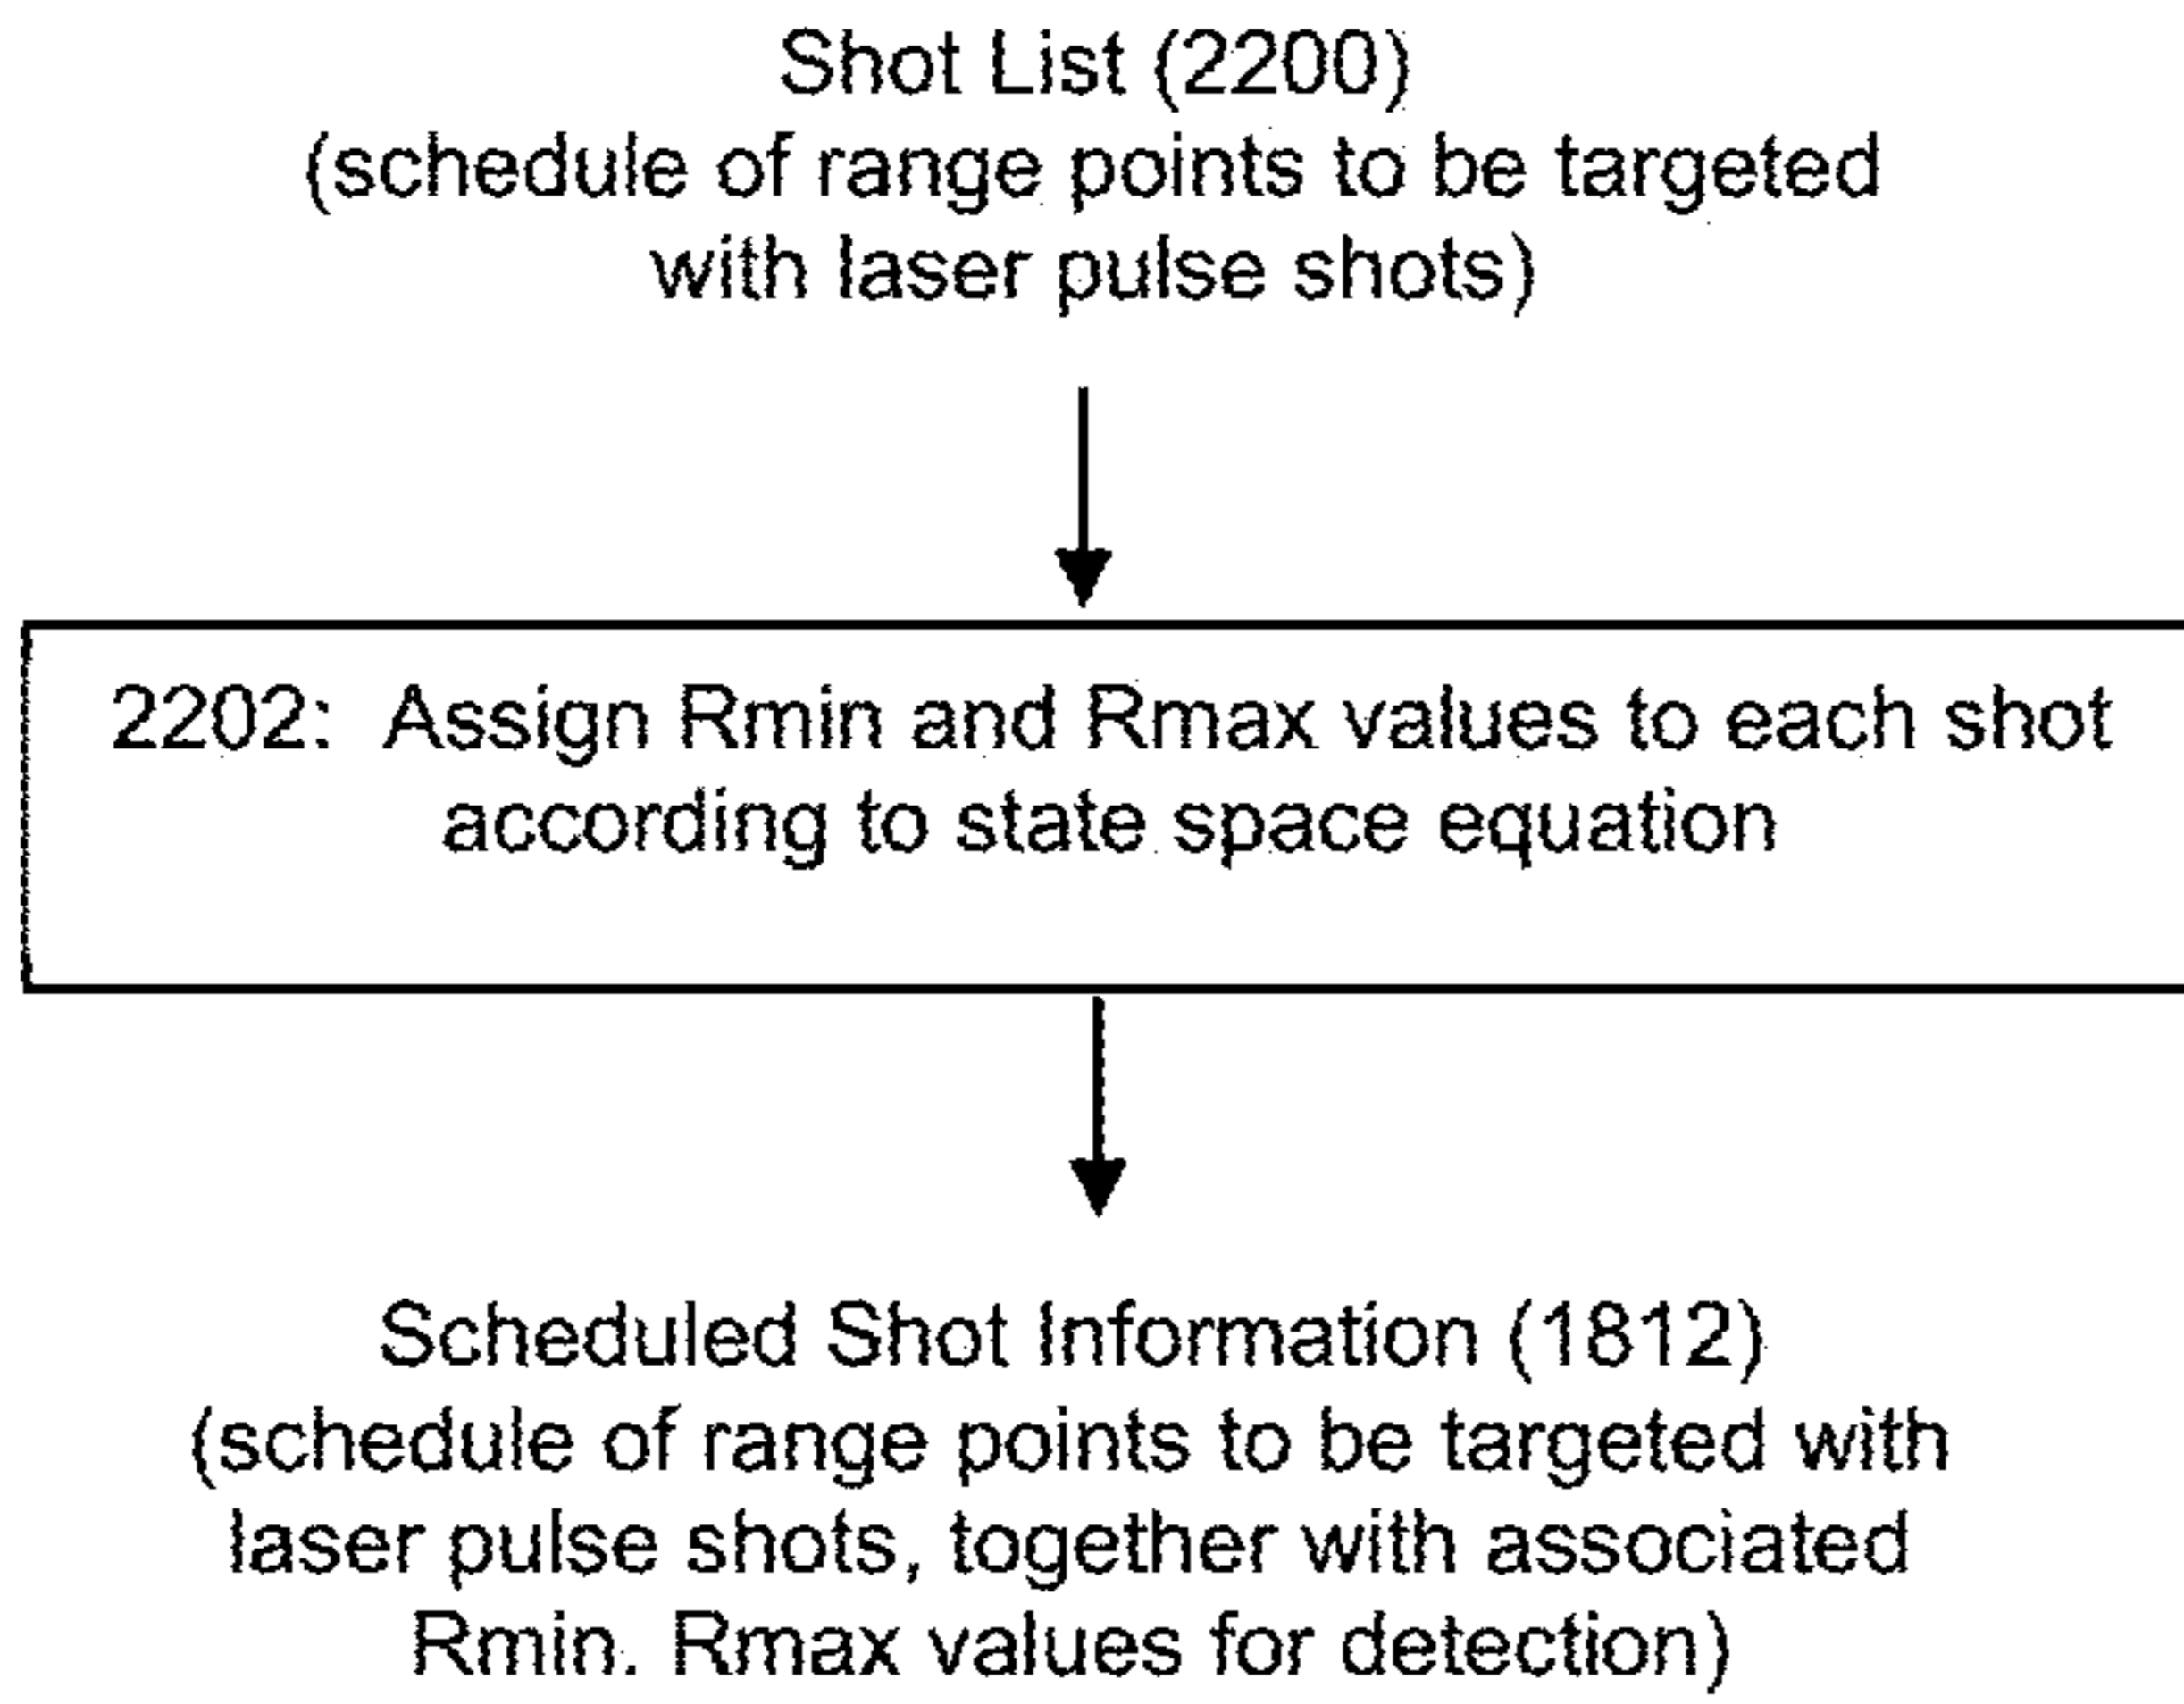 Shot List (2200)
(schedule of range points to be targeted
with laser pulse shots)
2202: Assign Rmin and Rmax values to each shot
according to state space equation
Scheduled Shot Information (1812)
(schedule of range points to be targeted with
laser pulse shots, together with associated
Rmin. Rmax values for detection)